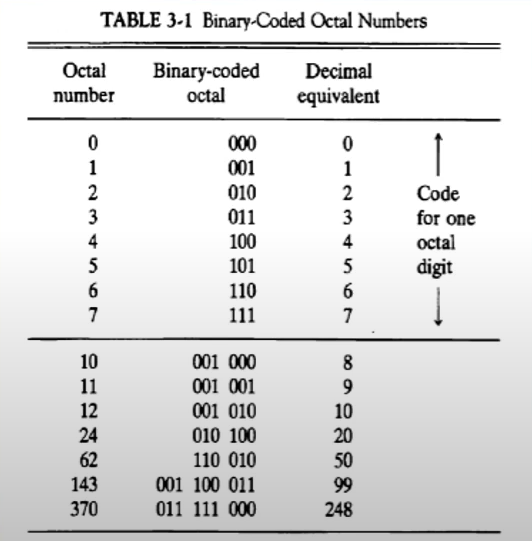 TABLE 3-1 Binary-Coded Octal Numbers
Octal number Binary-coded octal Decimal equivalent
0 000 0
1 001 1
2 010 2 Code
3 011 3 for one
4 100 4 octal
5 101 5 digit
6 110 6
7 111 7
10 001 000 8
11 001 001 9
12 001 010 10
24 010 100 20
62 110 010 50
143 001 100 011 99
370 011 111 000 248